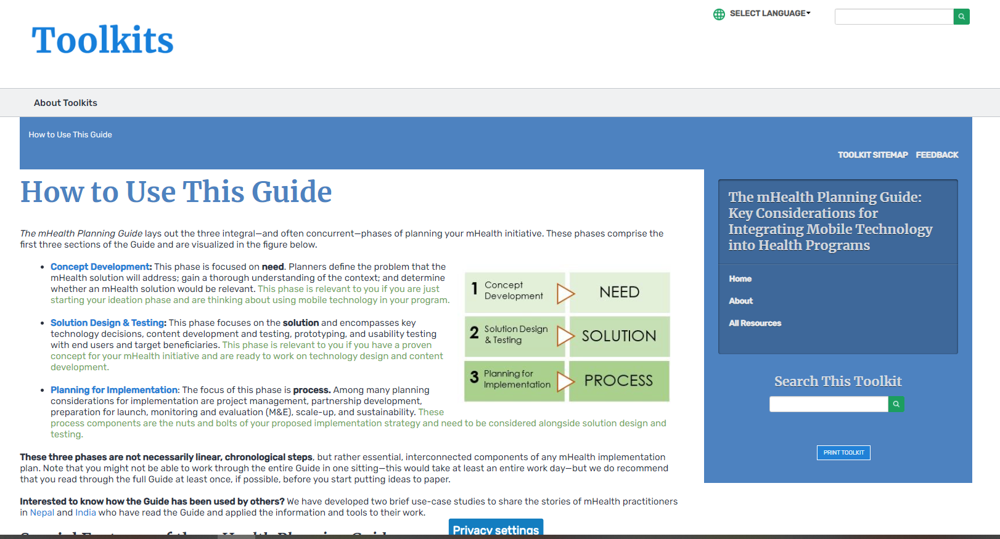 SELECT LANGUAGE
Toolkits
About Toolkits
How to Use This Guide
TOOLKIT SITEMAP FEEDBACK
How to Use This Guide
The mHealth Planning Guide lays out the three integral—and often concurrent—phases of planning your mHealth initiative. These phases comprise the
first three sections of the Guide and are visualized in the figure below.
• Concept Development: This phase is focused on need. Planners define the problem that the
mHealth solution will address; gain a thorough understanding of the context; and determine
whether an mHealth solution would be relevant. This phase is relevant to you if you are just
starting your ideation phase and are thinking about using mobile technology in your program.
• Solution Design & Testing: This phase focuses on the solution and encompasses key
technology decisions, content development and testing, prototyping, and usability testing
with end users and target beneficiaries. This phase is relevant to you if you have a proven
concept for your mHealth initiative and are ready to work on technology design and content
development.
• Planning for Implementation: The focus of this phase is process. Among many planning
considerations for implementation are project management, partnership development,
preparation for launch, monitoring and evaluation (M&E), scale-up, and sustainability. These
process components are the nuts and bolts of your proposed implementation strategy and need to be considered alongside solution design and
testing.
1 Concept
Development
NEED
2 Solution Design
& Testing
SOLUTION
3 Planning for
Implementation
PROCESS
These three phases are not necessarily linear, chronological steps, but rather essential, interconnected components of any mHealth implementation
plan. Note that you might not be able to work through the entire Guide in one sitting—this would take at least an entire work day—but we do recommend
that you read through the full Guide at least once, if possible, before you start putting ideas to paper.
Interested to know how the Guide has been used by others? We have developed two brief use-case studies to share the stories of mHealth practitioners
in Nepal and India who have read the Guide and applied the information and tools to their work.
The mHealth Planning Guide:
Key Considerations for
Integrating Mobile Technology
into Health Programs
Home
About
All Resources
Search This Toolkit
PRINT TOOLKIT
Privacy settings